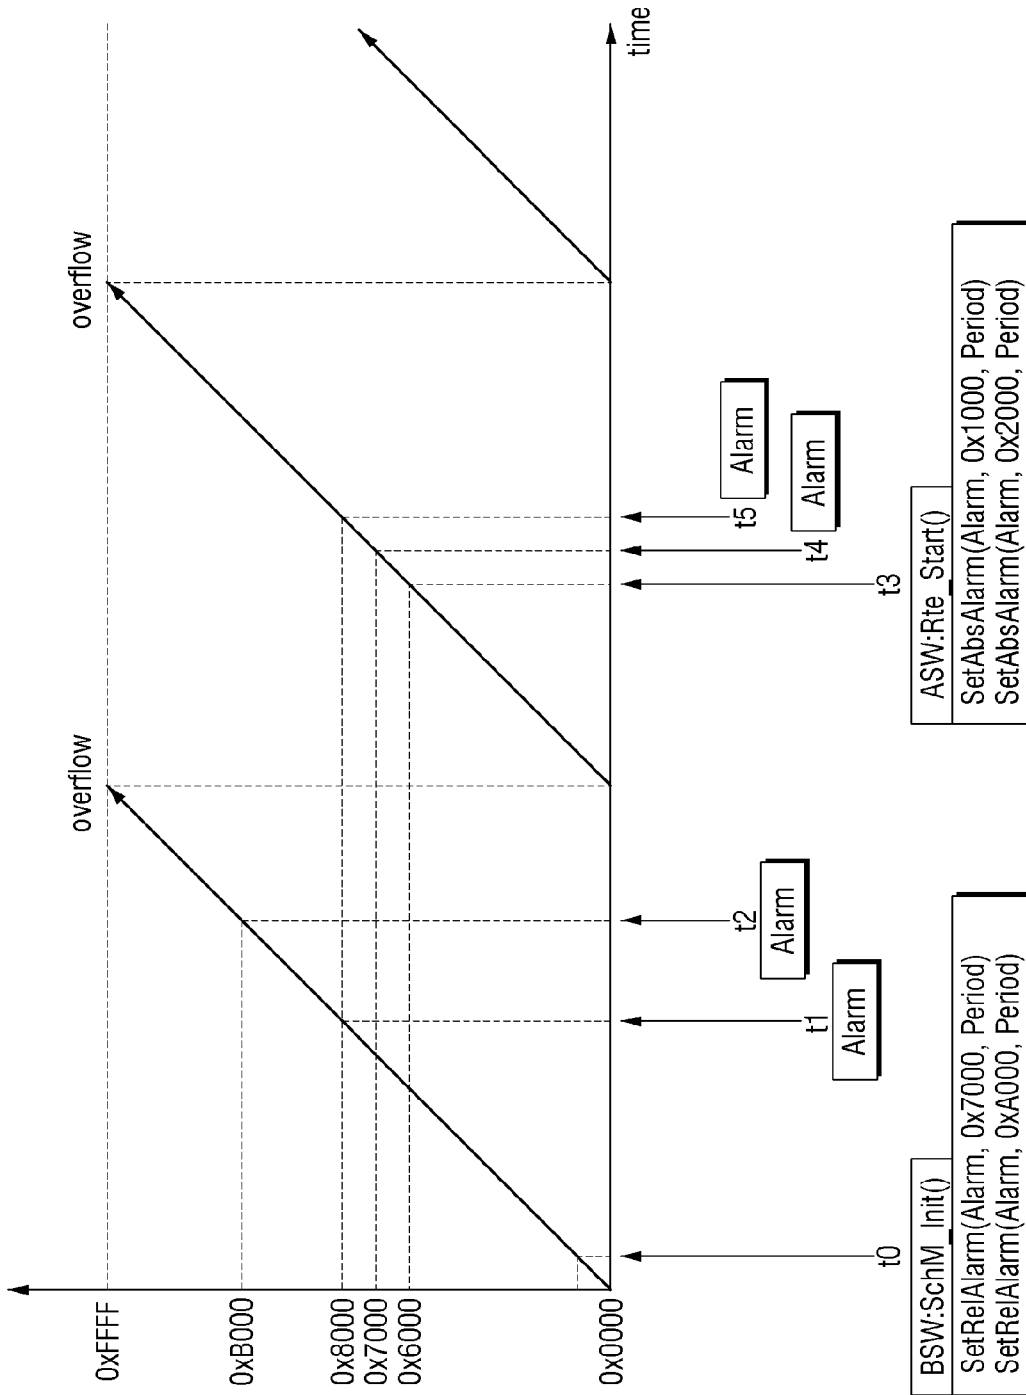 overflow
overflow
0xFFFF
0xB000
0x8000
0x7000
0x6000
0x0000
time
t0
t1
Alarm
t2
Alarm
t3
t4
Alarm
t5
Alarm
BSW:SchM_Init()
SetRelAlarm(Alarm, 0x7000, Period)
SetRelAlarm(Alarm, 0xA000, Period)
ASW:Rte_Start()
SetAbsAlarm(Alarm, 0x1000, Period)
SetAbsAlarm(Alarm, 0x2000, Period)